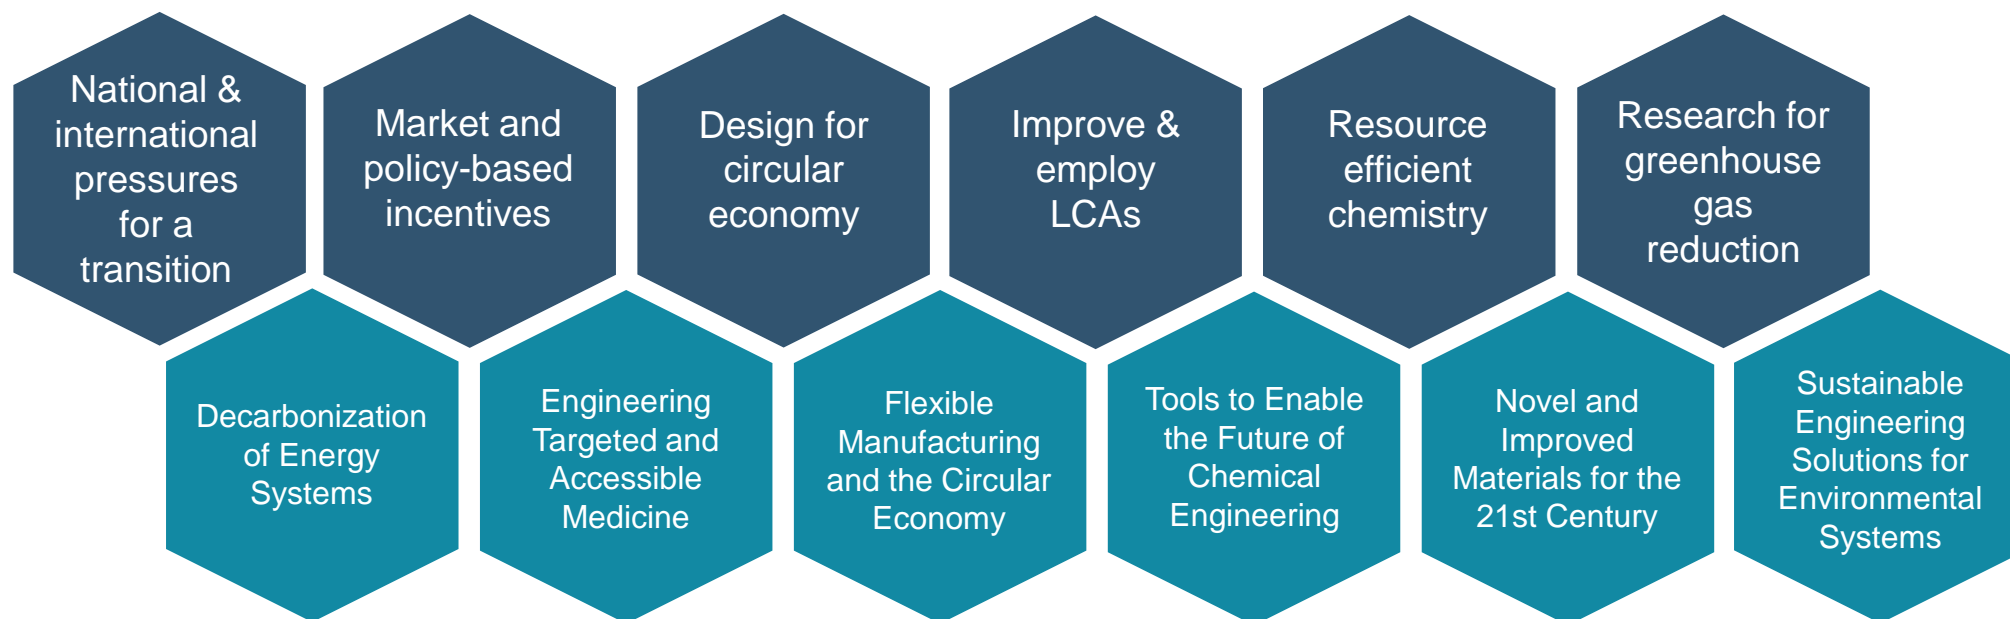 National &
international
pressures
for a
transition
Market and
policy-based
incentives
Design for
circular
economy
Improve &
employ
LCAs
Resource
efficient
chemistry
Research for
greenhouse
gas
reduction
Decarbonization
of Energy
Systems
Engineering
Targeted and
Accessible
Medicine
Flexible
Manufacturing
and the Circular
Economy
Tools to Enable
the Future of
Chemical
Engineering
Novel and
Improved
Materials for the
21st Century
Sustainable
Engineering
Solutions for
Environmental
Systems